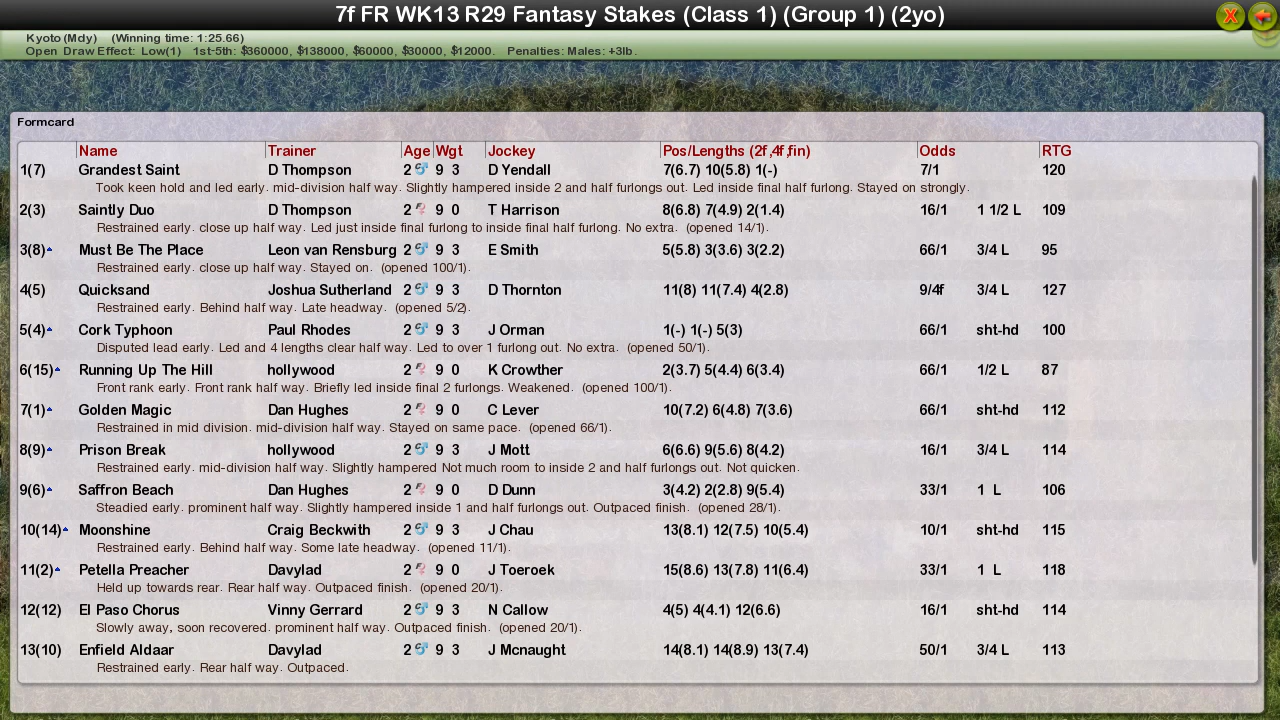 7f FR WK13 R29 Fantasy Stakes (Class 1) (Group 1) (2yo)
Kyoto (Mdy) (Winning time: 1:25.66)
Open Draw Effect: Low(1) 1st-5th: $360000, $138000, $60000, $30000, $12000. Penalties: Males: +3lb.
Formcard
Name Trainer Age Wgt Jockey Pos/Lengths (2f,4f,fin) Odds RTG
1(7) Grandest Saint D Thompson 2 9 3 D Yendall 7(6.7) 10(5.8) 1(-) 7/1 120
Took keen hold and led early. mid-division half way. Slightly hampered inside 2 and half furlongs out. Led inside final half furlong. Stayed on strongly.
2(3) Saintly Duo D Thompson 2 9 0 T Harrison 8(6.8) 7(4.9) 2(1.4) 16/1 1 1/2 L 109
Restrained early. close up half way. Led just inside final furlong to inside final half furlong. No extra. (opened 14/1).
3(8) Must Be The Place Leon van Rensburg 2 9 3 E Smith 5(5.8) 3(3.6) 3(2.2) 66/1 3/4 L 95
Restrained early. close up half way. Stayed on. (opened 100/1).
4(5) Quicksand Joshua Sutherland 2 9 3 D Thornton 11(8) 11(7.4) 4(2.8) 9/4f 3/4 L 127
Restrained early. Behind half way. Late headway. (opened 5/2).
5(4) Cork Typhoon Paul Rhodes 2 9 3 J Orman 1(-) 1(-) 5(3) 66/1 sht-hd 100
Disputed lead early. Led and 4 lengths clear half way. Led to over 1 furlong out. No extra. (opened 50/1).
6(15) Running Up The Hill hollywood 2 9 0 K Crowther 2(3.7) 5(4.4) 6(3.4) 66/1 1/2 L 87
Front rank early. Front rank half way. Briefly led inside final 2 furlongs. Weakened. (opened 100/1).
7(1) Golden Magic Dan Hughes 2 9 0 C Lever 10(7.2) 6(4.8) 7(3.6) 66/1 sht-hd 112
Restrained in mid division. mid-division half way. Stayed on same pace. (opened 66/1).
8(9) Prison Break hollywood 2 9 3 J Mott 6(6.6) 9(5.6) 8(4.2) 16/1 3/4 L 114
Restrained early. mid-division half way. Slightly hampered Not much room to inside 2 and half furlongs out. Not quicken.
9(6) Saffron Beach Dan Hughes 2 9 0 D Dunn 3(4.2) 2(2.8) 9(5.4) 33/1 1 L 106
Steadied early. prominent half way. Slightly hampered inside 1 and half furlongs out. Outpaced finish. (opened 28/1).
10(14) Moonshine Craig Beckwith 2 9 3 J Chau 13(8.1) 12(7.5) 10(5.4) 10/1 sht-hd 115
Restrained early. Behind half way. Some late headway. (opened 11/1).
11(2) Petella Preacher Davylad 2 9 0 J Toeroek 15(8.6) 13(7.8) 11(6.4) 33/1 1 L 118
Held up towards rear. Rear half way. Outpaced finish. (opened 20/1).
12(12) El Paso Chorus Vinny Gerrard 2 9 3 N Callow 4(5) 4(4.1) 12(6.6) 16/1 sht-hd 114
Slowly away, soon recovered. prominent half way. Outpaced finish. (opened 20/1).
13(10) Enfield Aldaar Davylad 2 9 3 J Mcnaught 14(8.1) 14(8.9) 13(7.4) 50/1 3/4 L 113
Restrained early. Rear half way. Outpaced.